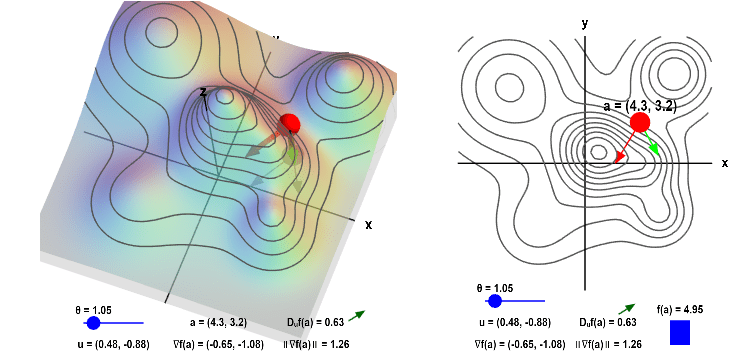 z
x
θ = 1.05
a = (4.3, 3.2)
Dᵤf(a) = 0.63
u = (0.48, -0.88)
∇f(a) = (-0.65, -1.08)
॥∇f(a)॥ = 1.26
y
a = (4.3, 3.2)
x
θ = 1.05
f(a) = 4.95
u = (0.48, -0.88)
Dᵤf(a) = 0.63
∇f(a) = (-0.65, -1.08)
॥∇f(a)॥ = 1.26